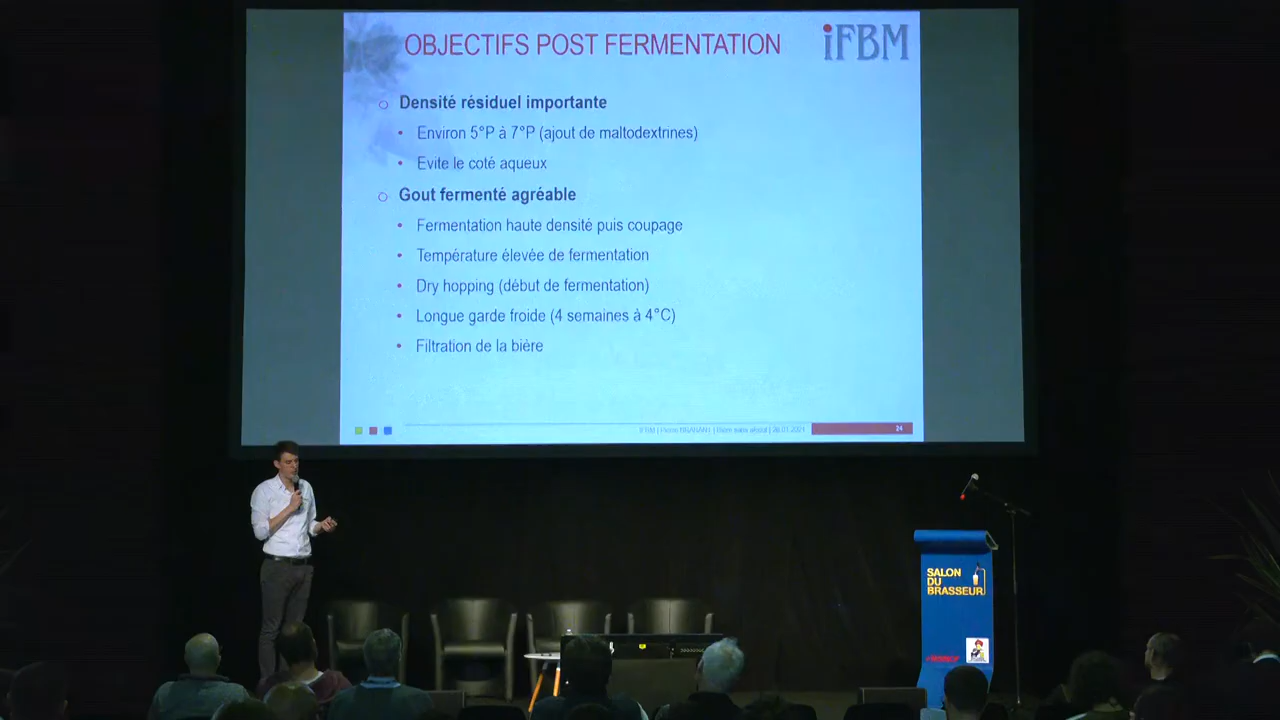 OBJECTIFS POST FERMENTATION
iFBM
Densité résiduel importante
Environ 5°P à 7°P (ajout de maltodextrines)
Evite le coté aqueux
Gout fermenté agréable
Fermentation haute densité puis coupage
Température élevée de fermentation
Dry hopping (début de fermentation)
Longue garde froide (4 semaines à 4°C)
Filtration de la bière
24
SALON
DU
BRASSEUR